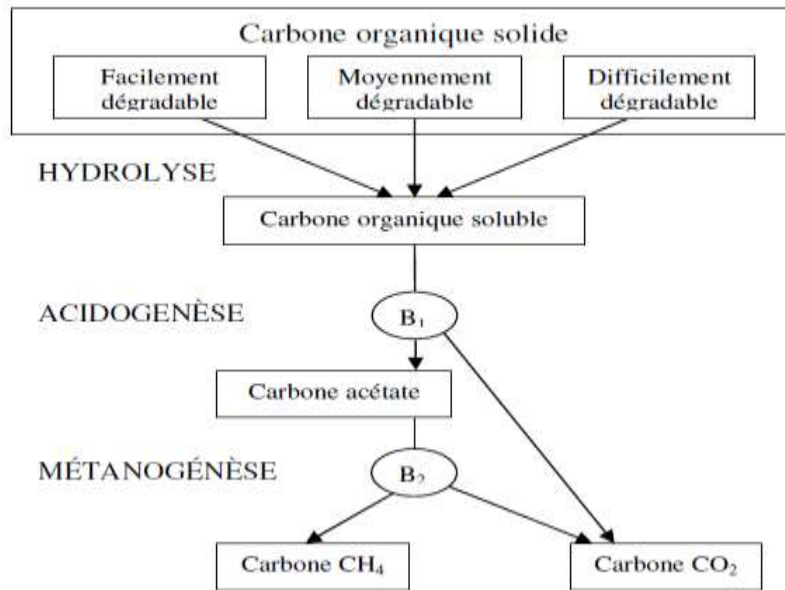 Carbone organique solide
Facilement
dégradable
Moyennement
dégradable
Difficilement
dégradable
HYDROLYSE
Carbone organique soluble
ACIDOGENÈSE
B₁
Carbone acétate
MÉTANOGÉNÈSE
B₂
Carbone CH₄
Carbone CO₂